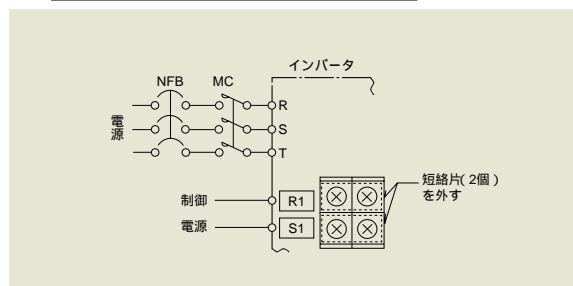 インバータ
NFB MC
電源
R
S
T
制御 R1
電源 S1
短絡片(2個)
を外す